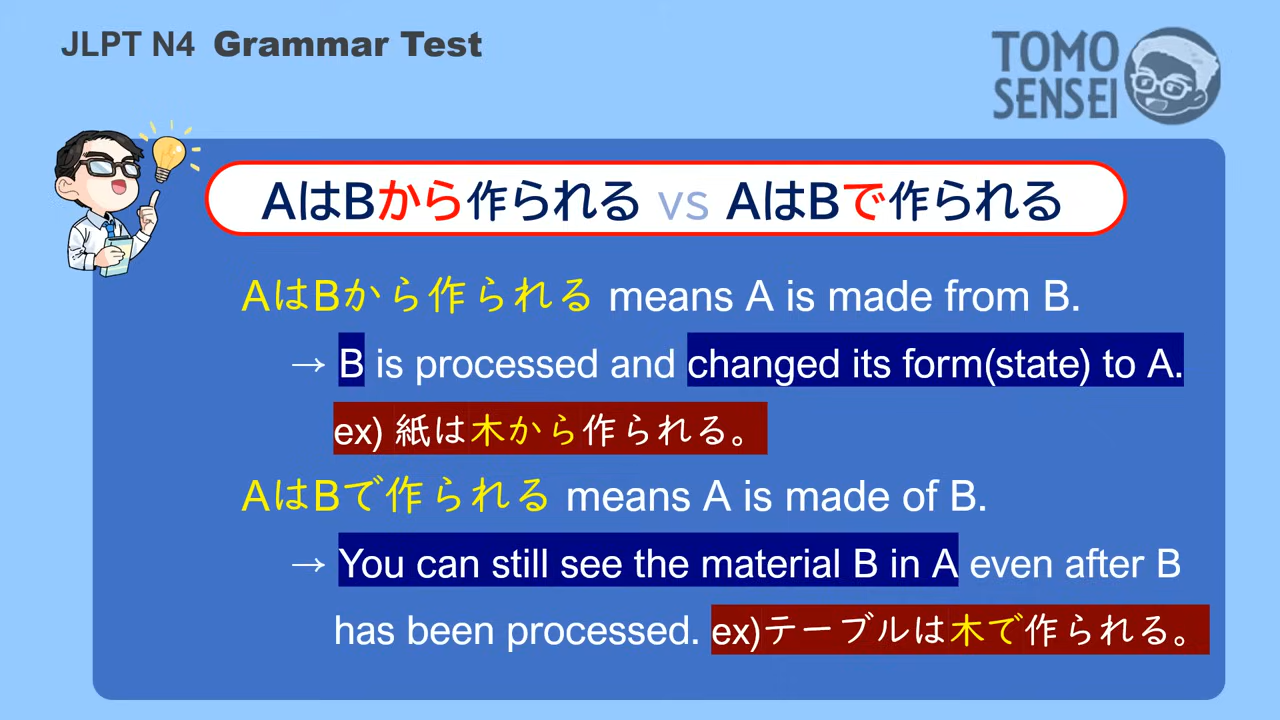 JLPT N4 Grammar Test
TOMO
SENSEI
AはBから作られる vs AはBで作られる
AはBから作られる means A is made from B.
→ B is processed and changed its form(state) to A.
ex) 紙は木から作られる。
AはBで作られる means A is made of B.
→ You can still see the material B in A even after B
has been processed. ex)テーブルは木で作られる。